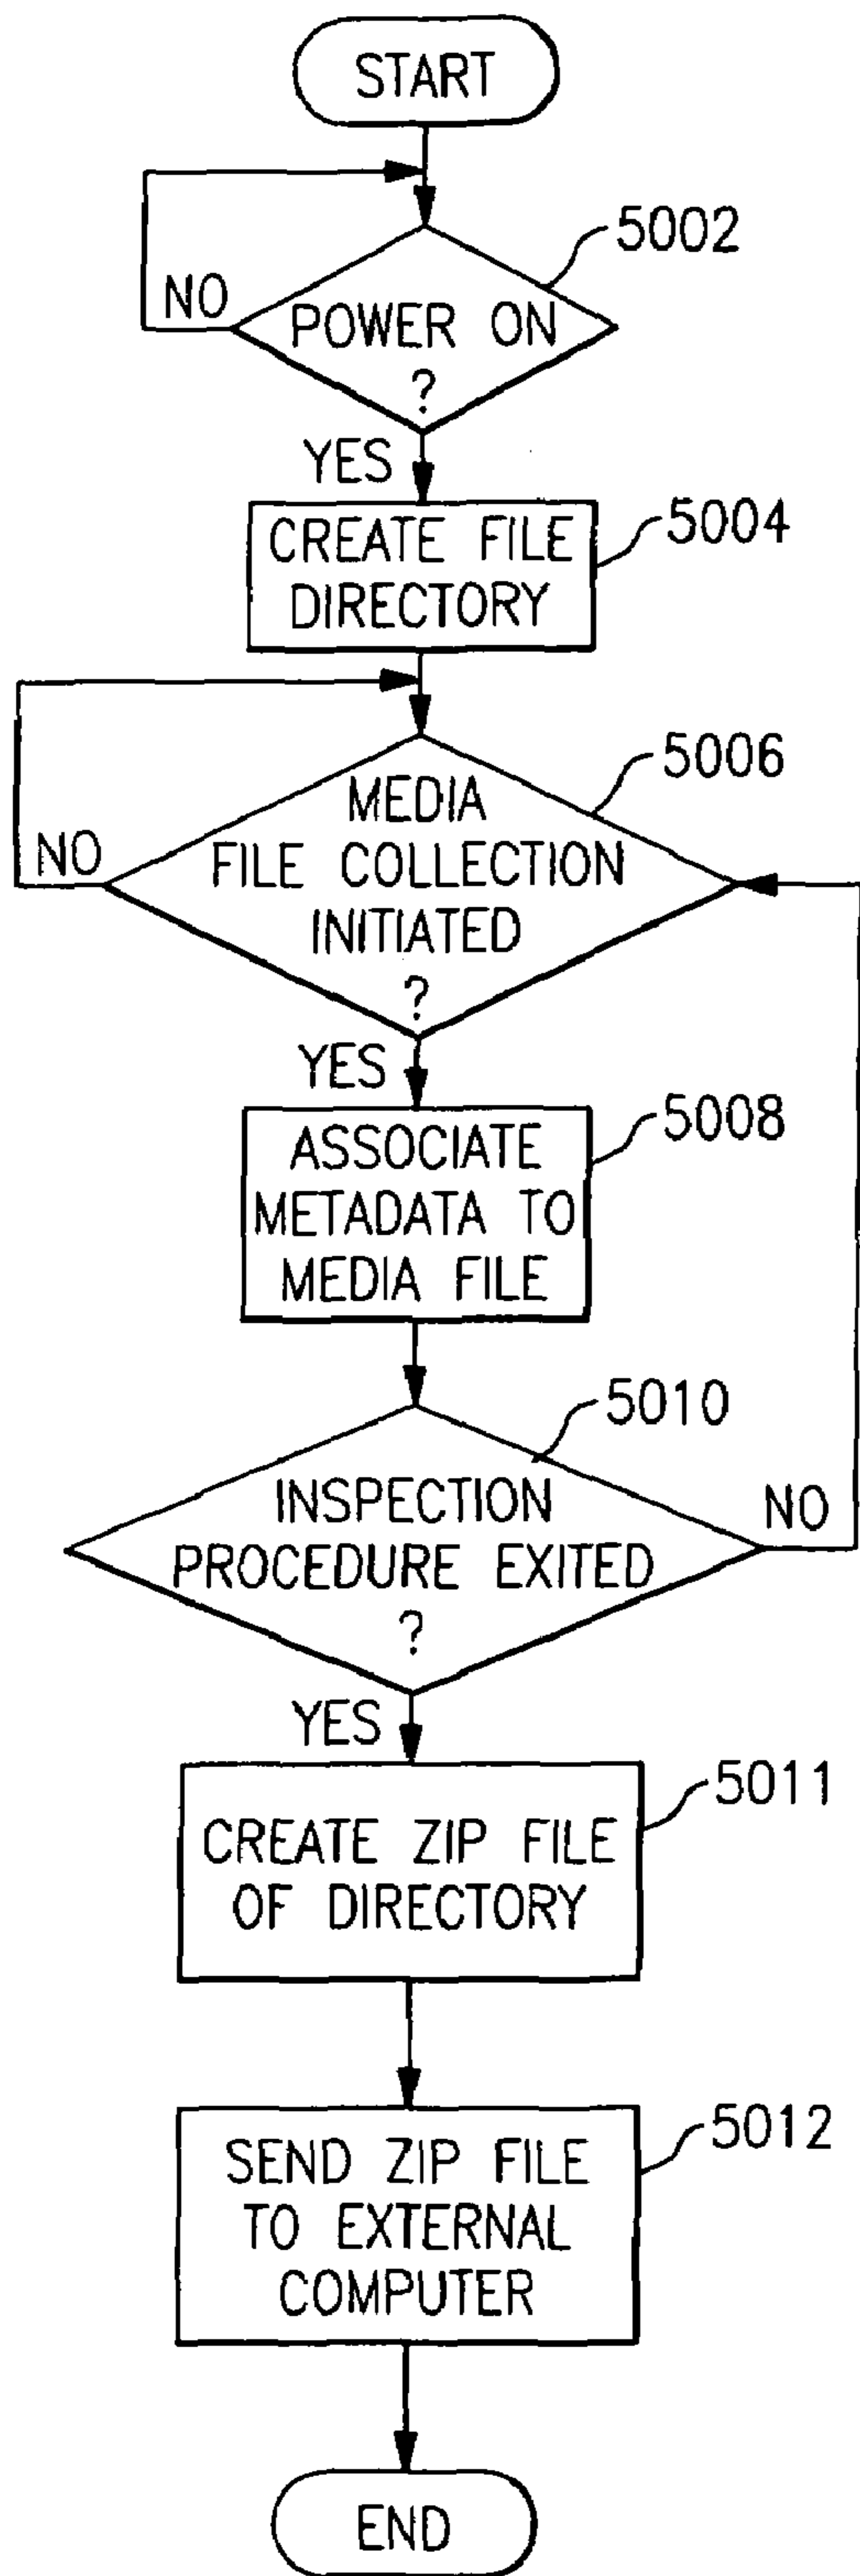 START
5002
NO
POWER ON
?
YES
5004
CREATE FILE
DIRECTORY
5006
MEDIA
NO
FILE COLLECTION
INITIATED
?
YES
5008
ASSOCIATE
METADATA TO
MEDIA FILE
5010
INSPECTION
NO
PROCEDURE EXITED
?
YES
5011
CREATE ZIP FILE
OF DIRECTORY
5012
SEND ZIP FILE
TO EXTERNAL
COMPUTER
END